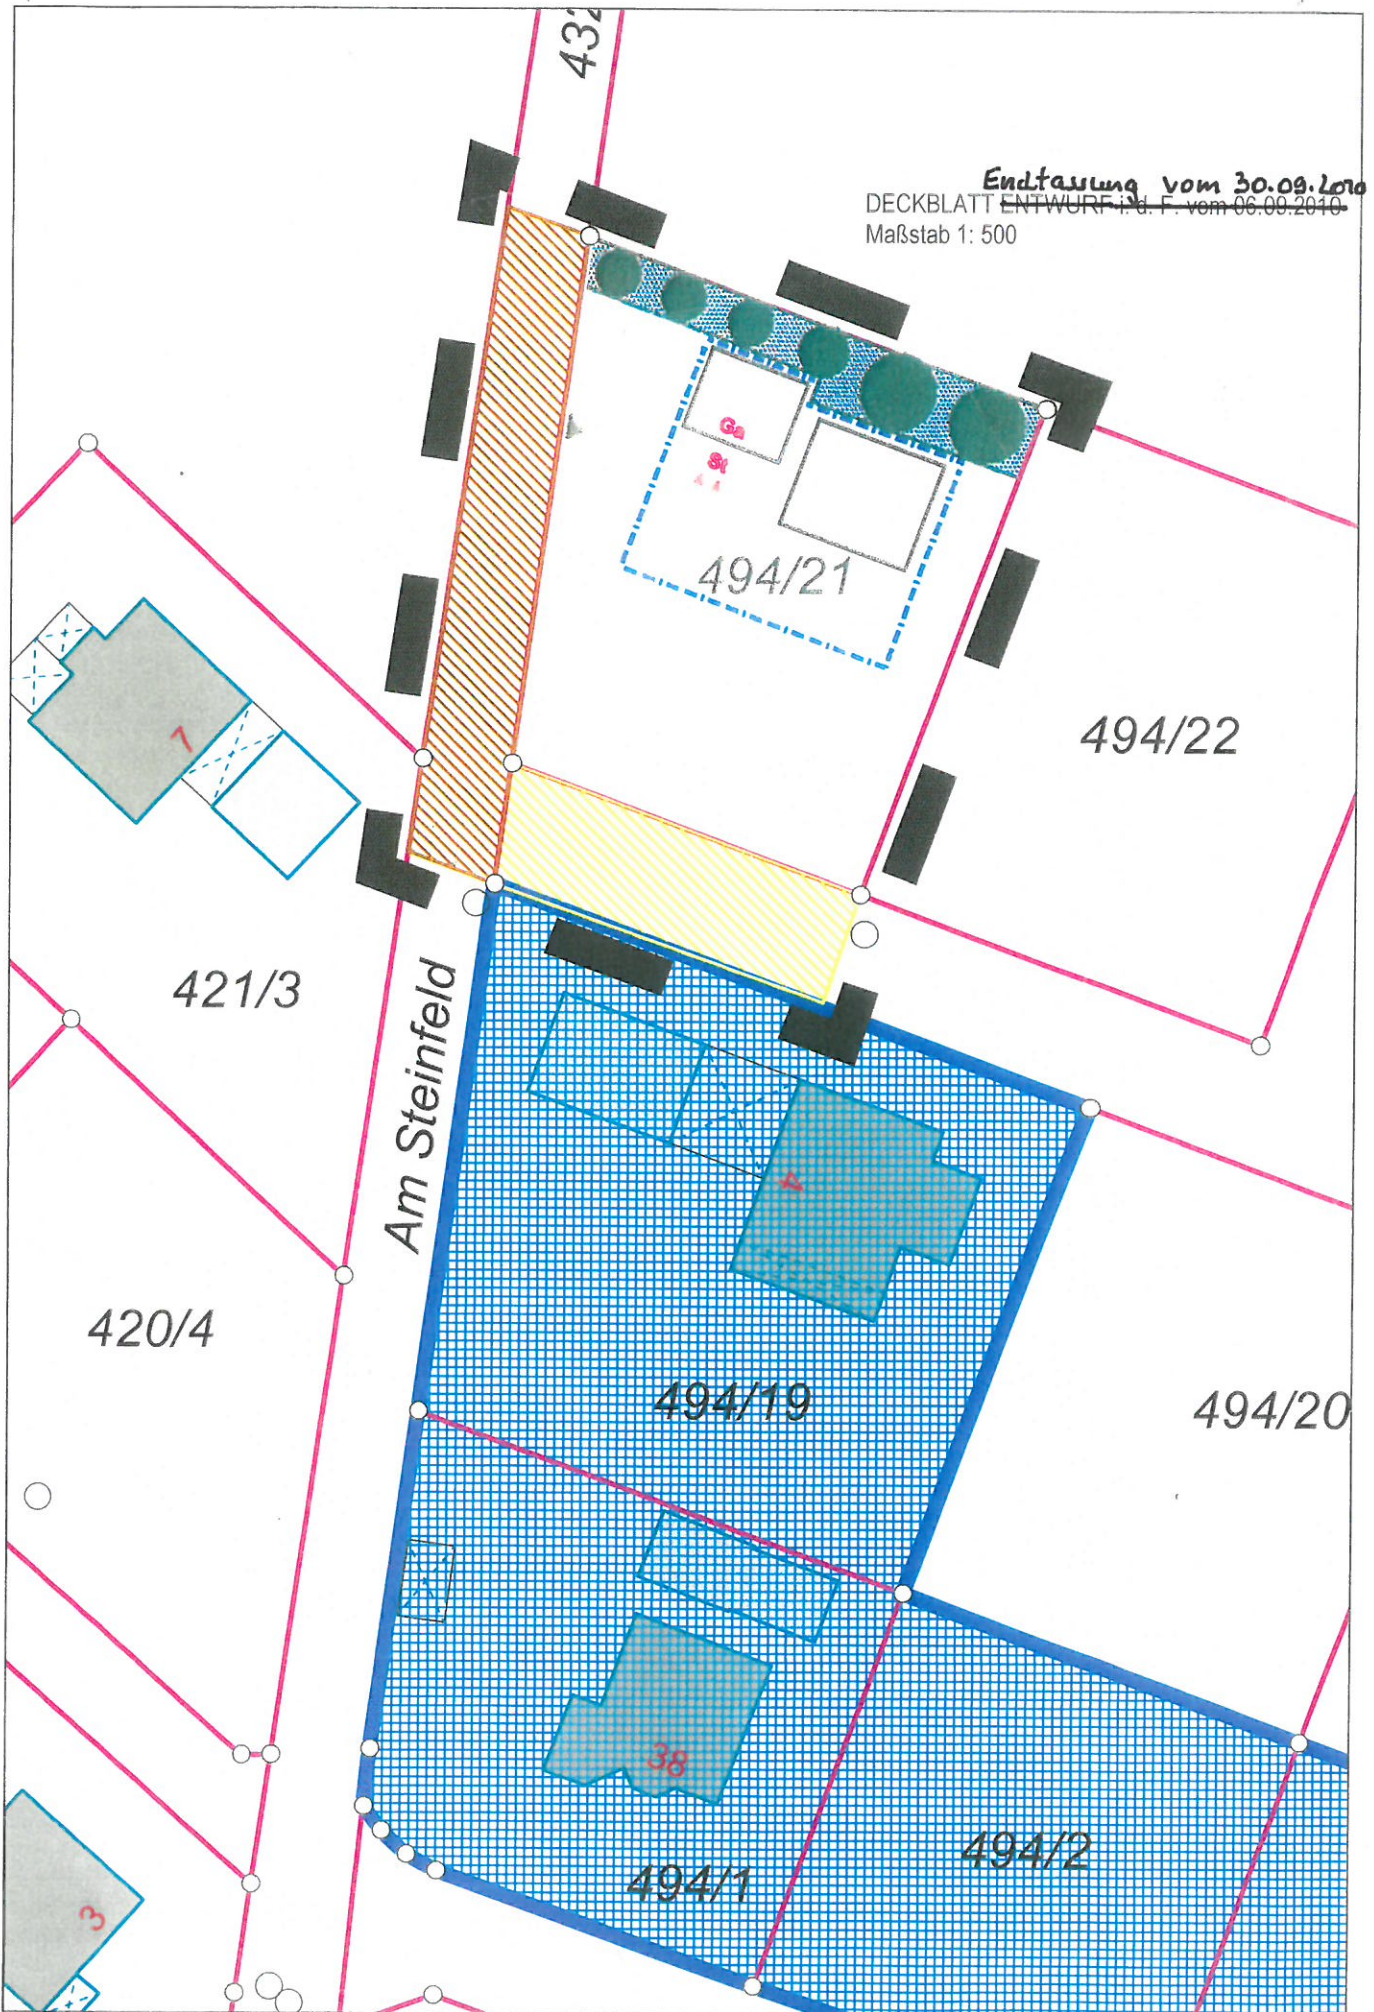 432
Endfassung vom 30.09.2010
DECKBLATT ENTWURF i. d. F. vom 06.09.2010
Maßstab 1: 500
Ga
St
494/21
494/22
7
421/3
Am Steinfeld
4
420/4
494/19
494/20
38
494/2
494/1
3